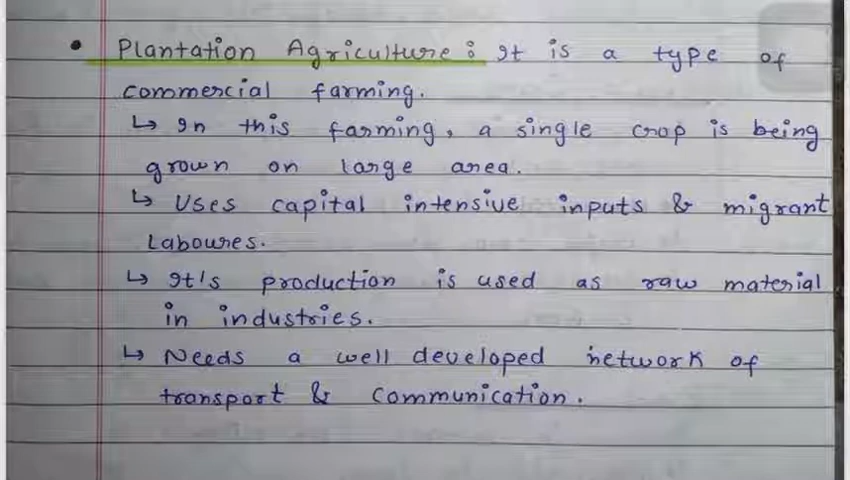 • Plantation Agriculture : It is a type of
commercial farming.
↳ In this farming, a single crop is being
grown on large area.
↳ Uses capital intensive inputs & migrant
Laboures.
↳ It's production is used as raw material
in industries.
↳ Needs a well developed network of
transport & communication.